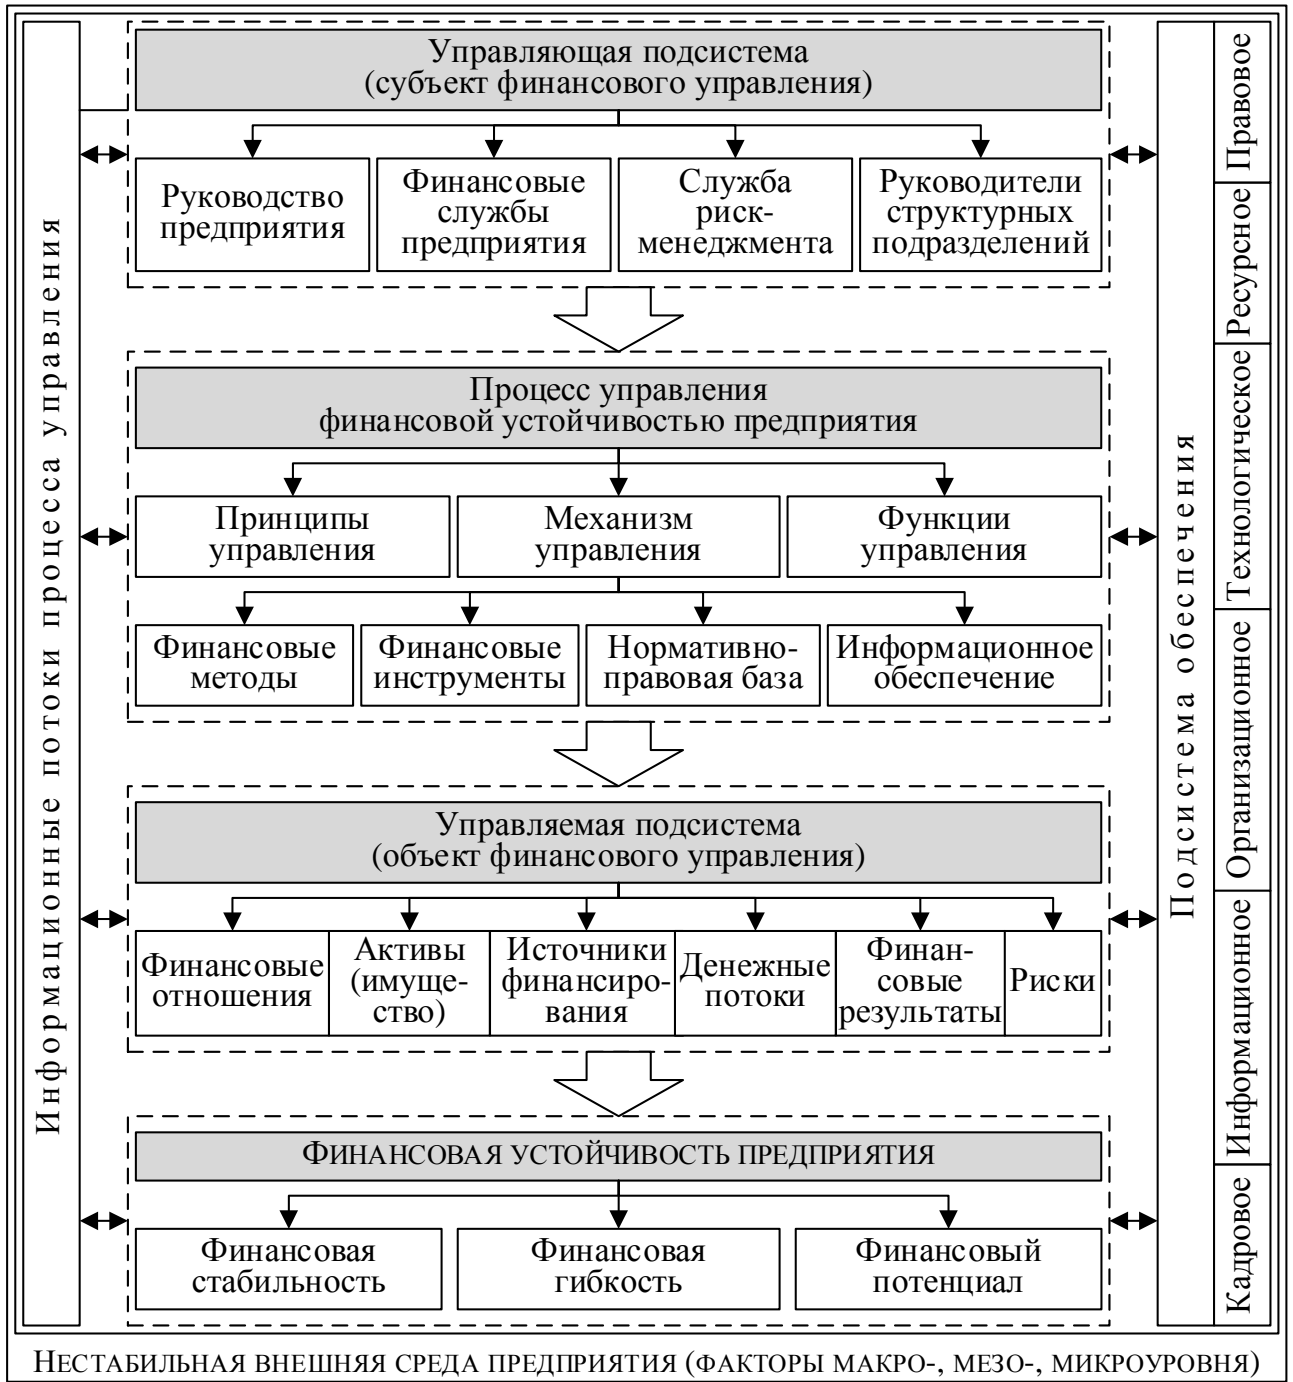 Информационные потоки процесса управления
Управляющая подсистема
(субъект финансового управления)
Руководство
предприятия
Финансовые
службы
предприятия
Служба
риск-
менеджмента
Руководители
структурных
подразделений
Процесс управления
финансовой устойчивостью предприятия
Принципы
управления
Механизм
управления
Функции
управления
Финансовые
методы
Финансовые
инструменты
Нормативно-
правовая база
Информационное
обеспечение
Управляемая подсистема
(объект финансового управления)
Финансовые
отношения
Активы
(имуще-
ство)
Источники
финансиро-
вания
Денежные
потоки
Финан-
совые
результаты
Риски
ФИНАНСОВАЯ УСТОЙЧИВОСТЬ ПРЕДПРИЯТИЯ
Финансовая
стабильность
Финансовая
гибкость
Финансовый
потенциал
Подсистема обеспечения
Правовое
Ресурсное
Технологическое
Организационное
Информационное
Кадровое
НЕСТАБИЛЬНАЯ ВНЕШНЯЯ СРЕДА ПРЕДПРИЯТИЯ (ФАКТОРЫ МАКРО-, МЕЗО-, МИКРОУРОВНЯ)